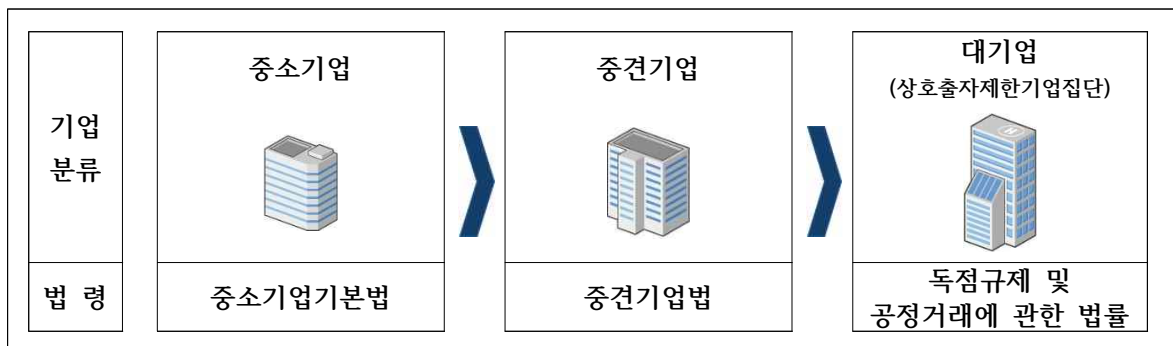 기업
분류
중소기업
중견기업
대기업
(상호출자제한기업집단)
H
법 령
중소기업기본법
중견기업법
독점규제 및
공정거래에 관한 법률